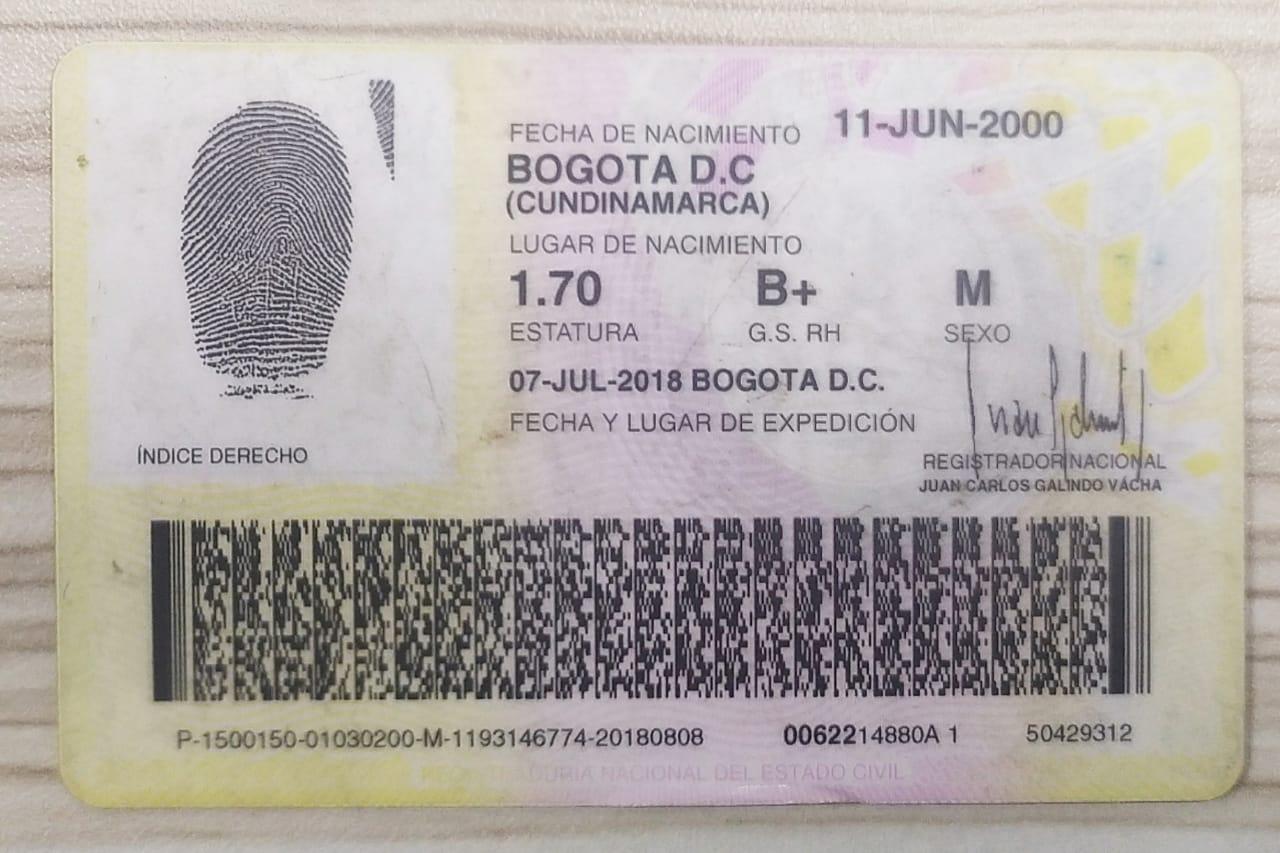 FECHA DE NACIMIENTO 11-JUN-2000
BOGOTA D.C
(CUNDINAMARCA)
LUGAR DE NACIMIENTO
1.70 B+ M
ESTATURA G.S. RH SEXO
07-JUL-2018 BOGOTA D.C.
FECHA Y LUGAR DE EXPEDICIÓN
ÍNDICE DERECHO
REGISTRADOR NACIONAL
JUAN CARLOS GALINDO VÁCHA
P-1500150-01030200-M-1193146774-20180808 0062214880A 1 50429312
REGISTRADURIA NACIONAL DEL ESTADO CIVIL